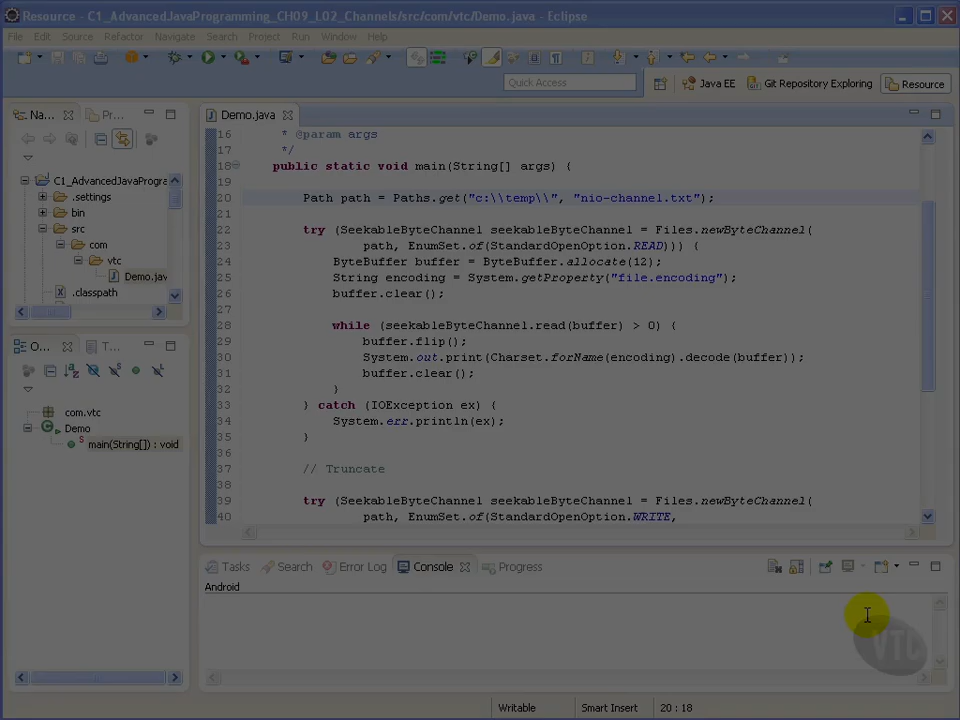 Resource - C1_AdvancedJavaProgramming_CH09_L02_Channels/src/com/vtc/Demo.java - Eclipse
File Edit Source Refactor Navigate Search Project Run Window Help
Quick Access
Java EE
Git Repository Exploring
Resource
Na...
Pr...
C1_AdvancedJavaProgra
.settings
bin
src
com
vtc
Demo.jav
.classpath
O...
T...
com.vtc
Demo
main(String[]) : void
Demo.java
16 * @param args
17 */
18 public static void main(String[] args) {
19
20 Path path = Paths.get("c:\\temp\\", "nio-channel.txt");
21
22 try (SeekableByteChannel seekableByteChannel = Files.newByteChannel(
23 path, EnumSet.of(StandardOpenOption.READ))) {
24 ByteBuffer buffer = ByteBuffer.allocate(12);
25 String encoding = System.getProperty("file.encoding");
26 buffer.clear();
27
28 while (seekableByteChannel.read(buffer) > 0) {
29 buffer.flip();
30 System.out.print(Charset.forName(encoding).decode(buffer));
31 buffer.clear();
32 }
33 } catch (IOException ex) {
34 System.err.println(ex);
35 }
36
37 // Truncate
38
39 try (SeekableByteChannel seekableByteChannel = Files.newByteChannel(
40 path, EnumSet.of(StandardOpenOption.WRITE,
Tasks Search Error Log Console Progress
Android
VTC
Writable Smart Insert 20 : 18